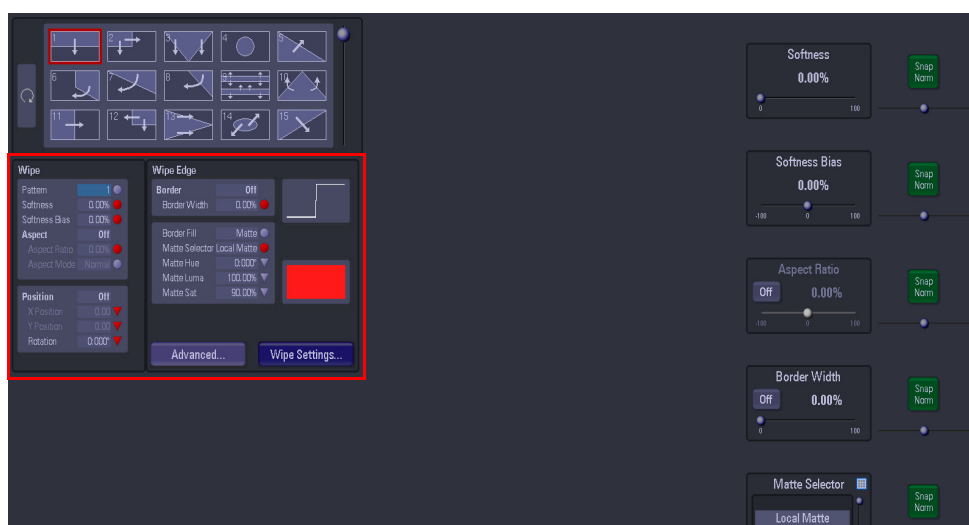 1 2 3 4 5
6 7 8 9 10
11 12 13 14 15
Wipe
Pattern 1
Softness 0.00%
Softness Bias 0.00%
Aspect Off
Aspect Ratio 0.00%
Aspect Mode Normal
Position Off
X Position 0.00
Y Position 0.00
Rotation 0.000°
Wipe Edge
Border Off
Border Width 0.00%
Border Fill Matte
Matte Selector Local Matte
Matte Hue 0.000°
Matte Luma 100.00%
Matte Sat 90.00%
Advanced...
Wipe Settings...
Softness
0.00%
0 100
Snap
Norm
Softness Bias
0.00%
-100 0 100
Snap
Norm
Aspect Ratio
Off 0.00%
-100 0 100
Snap
Norm
Border Width
Off 0.00%
0 100
Snap
Norm
Matte Selector
Local Matte
Snap
Norm